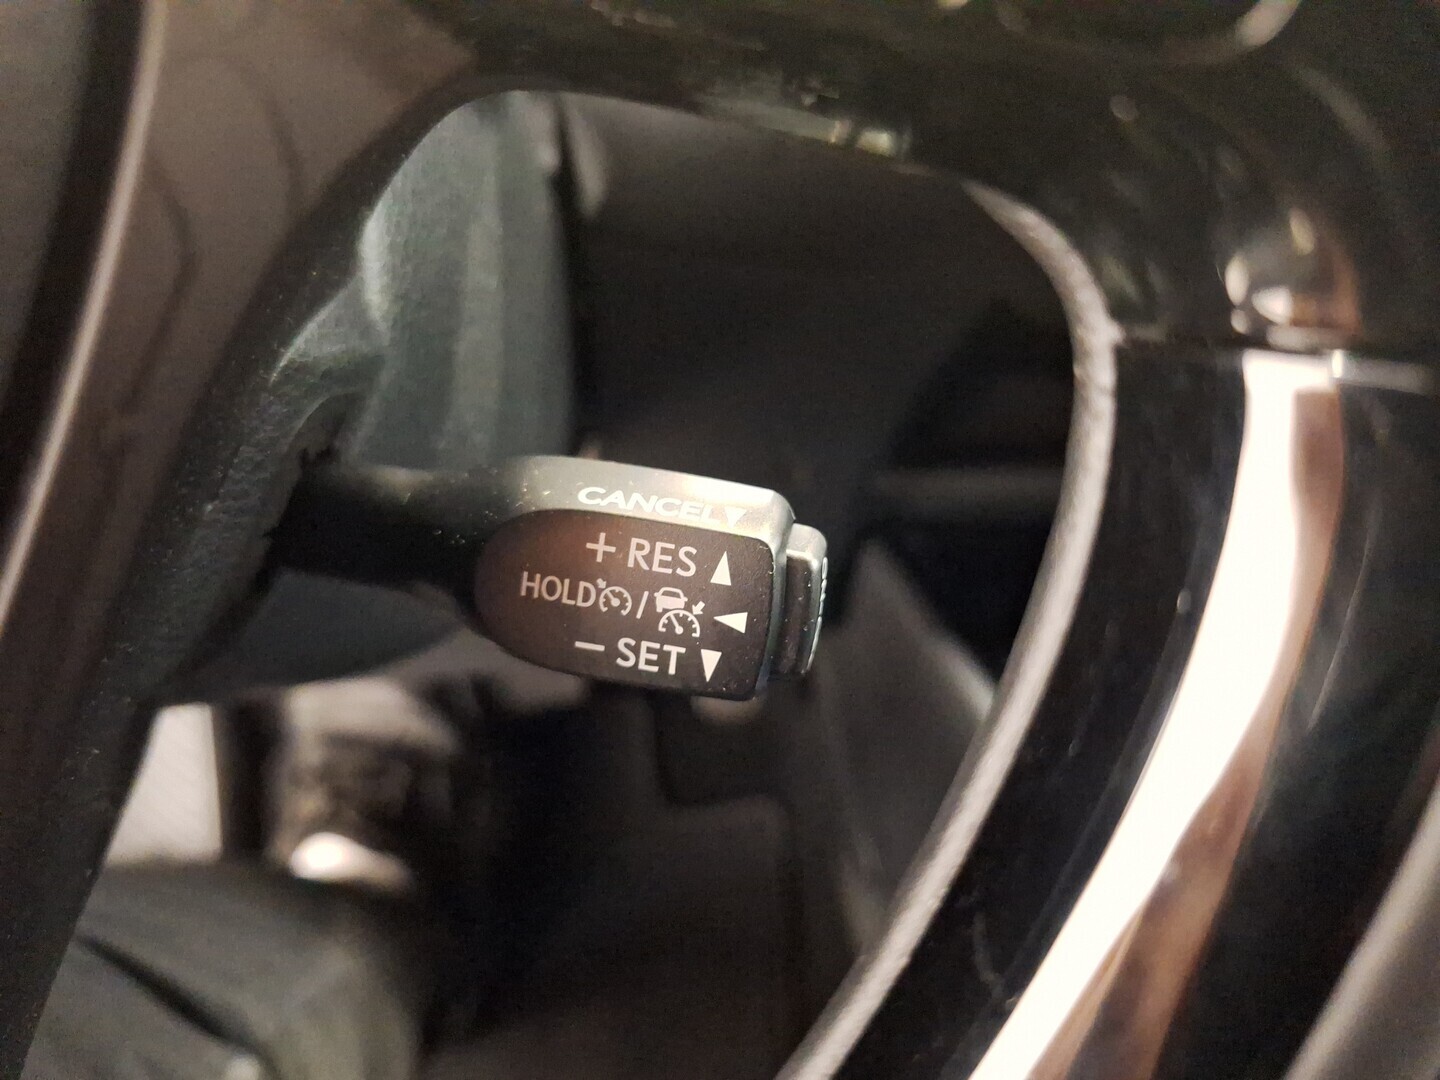 CANCEL▼
+ RES ▲
HOLD / ◀
− SET ▼